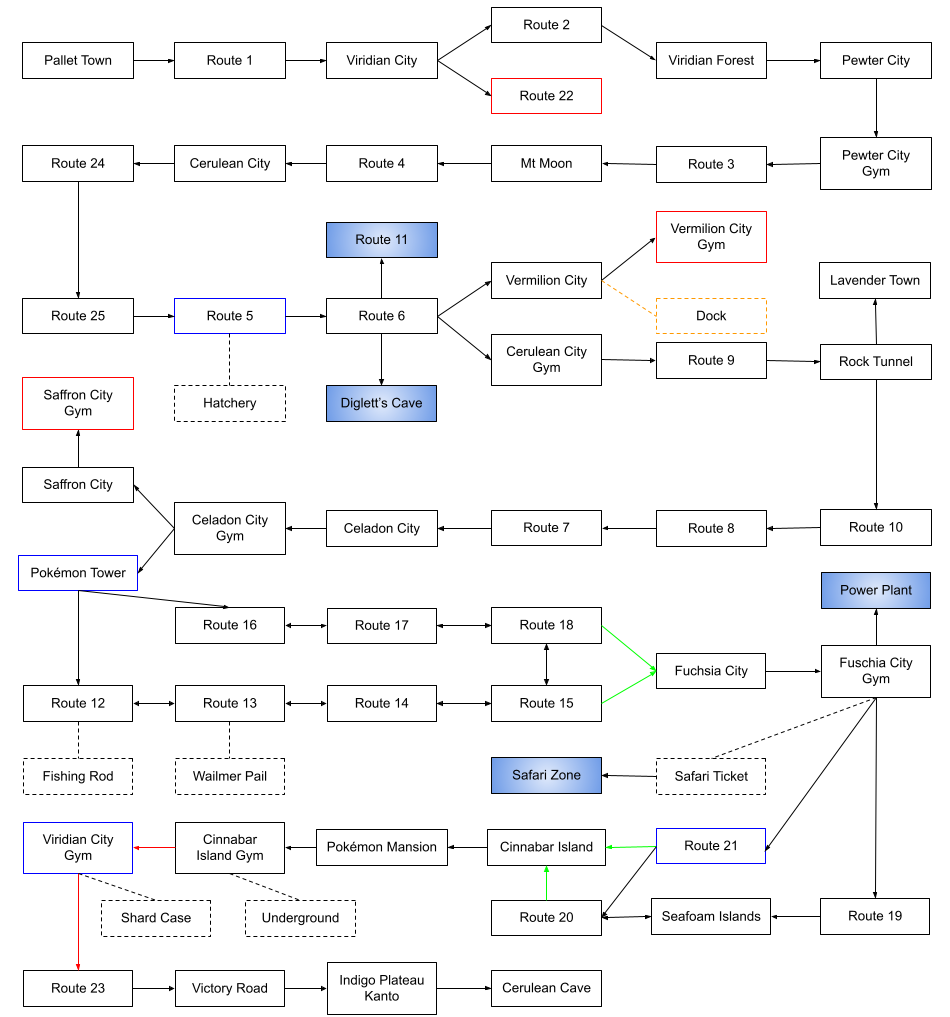 Route 2
Pallet Town
Route 1
Viridian City
Viridian Forest
Pewter City
Route 22
Route 24
Cerulean City
Route 4
Mt Moon
Route 3
Pewter City
Gym
Route 11
Vermilion City
Gym
Vermilion City
Lavender Town
Route 25
Route 5
Route 6
Dock
Cerulean City
Gym
Route 9
Rock Tunnel
Saffron City
Gym
Hatchery
Diglett's Cave
Saffron City
Celadon City
Gym
Celadon City
Route 7
Route 8
Route 10
Pokémon Tower
Power Plant
Route 16
Route 17
Route 18
Fuchsia City
Fuschia City
Gym
Route 12
Route 13
Route 14
Route 15
Fishing Rod
Wailmer Pail
Safari Zone
Safari Ticket
Viridian City
Gym
Cinnabar
Island Gym
Pokémon Mansion
Cinnabar Island
Route 21
Shard Case
Underground
Route 20
Seafoam Islands
Route 19
Route 23
Victory Road
Indigo Plateau
Kanto
Cerulean Cave